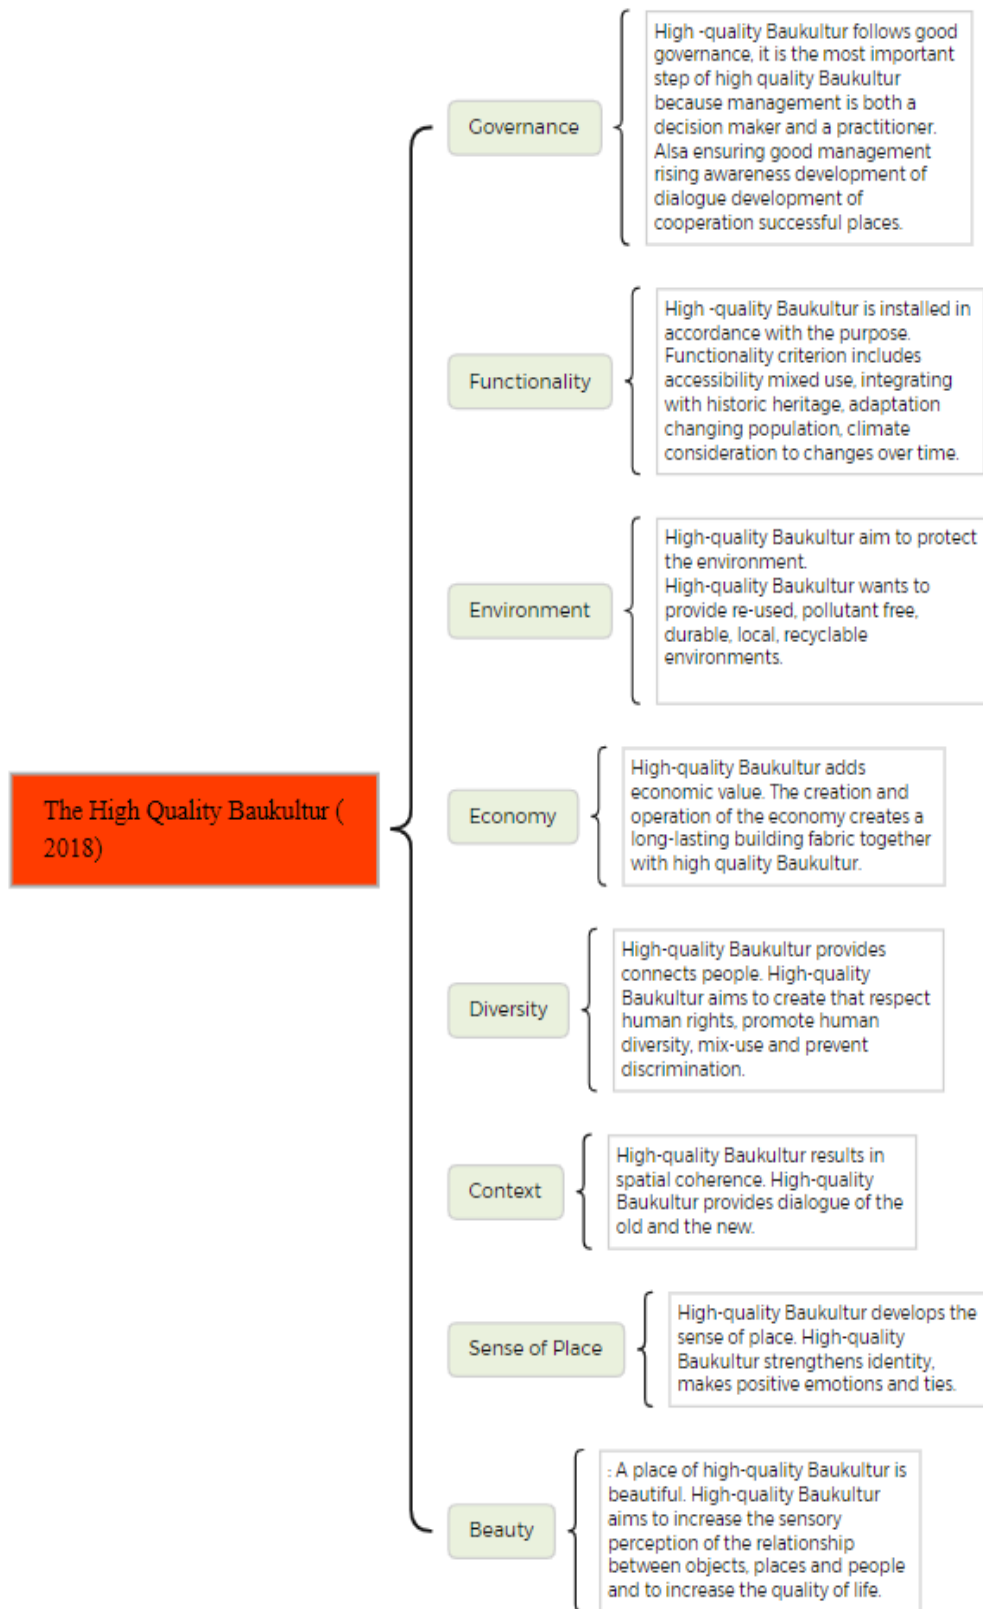 The High Quality Baukultur (
2018)
Governance
High -quality Baukultur follows good
governance, it is the most important
step of high quality Baukultur
because management is both a
decision maker and a practitioner.
Alsa ensuring good management
rising awareness development of
dialogue development of
cooperation successful places.
Functionality
High -quality Baukultur is installed in
accordance with the purpose.
Functionality criterion includes
accessibility mixed use, integrating
with historic heritage, adaptation
changing population, climate
consideration to changes over time.
Environment
High-quality Baukultur aim to protect
the environment.
High-quality Baukultur wants to
provide re-used, pollutant free,
durable, local, recyclable
environments.
Economy
High-quality Baukultur adds
economic value. The creation and
operation of the economy creates a
long-lasting building fabric together
with high quality Baukultur.
Diversity
High-quality Baukultur provides
connects people. High-quality
Baukultur aims to create that respect
human rights, promote human
diversity, mix-use and prevent
discrimination.
Context
High-quality Baukultur results in
spatial coherence. High-quality
Baukultur provides dialogue of the
old and the new.
Sense of Place
High-quality Baukultur develops the
sense of place. High-quality
Baukultur strengthens identity,
makes positive emotions and ties.
Beauty
: A place of high-quality Baukultur is
beautiful. High-quality Baukultur
aims to increase the sensory
perception of the relationship
between objects, places and people
and to increase the quality of life.